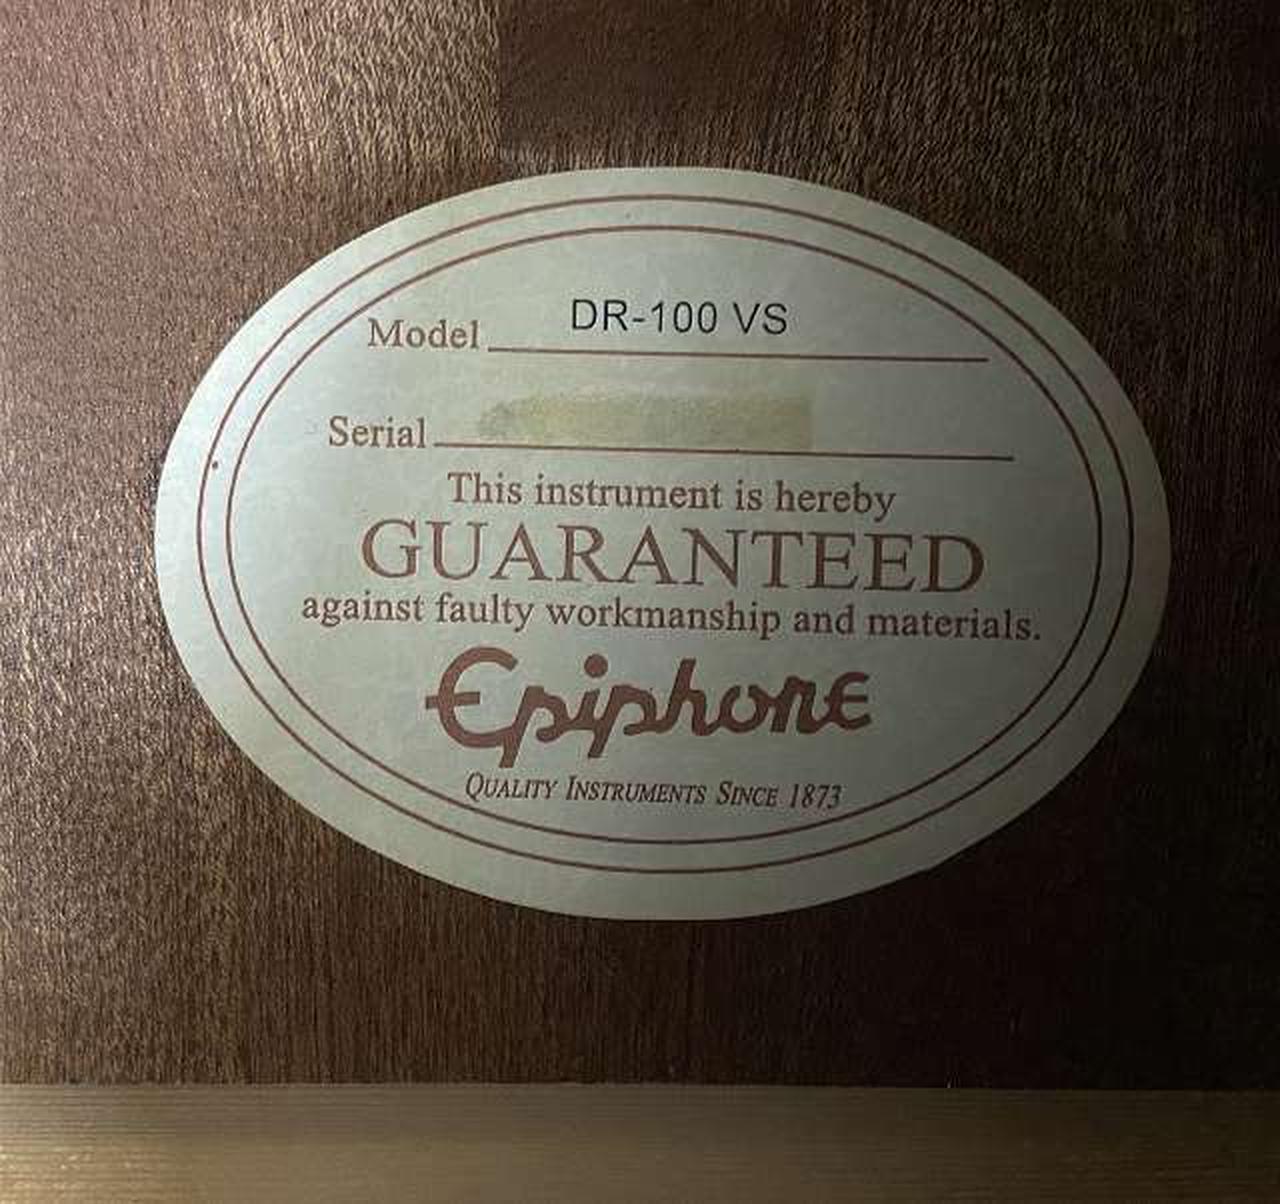 Model DR-100 VS
Serial
This instrument is hereby
GUARANTEED
against faulty workmanship and materials.
Epiphone
QUALITY INSTRUMENTS SINCE 1873